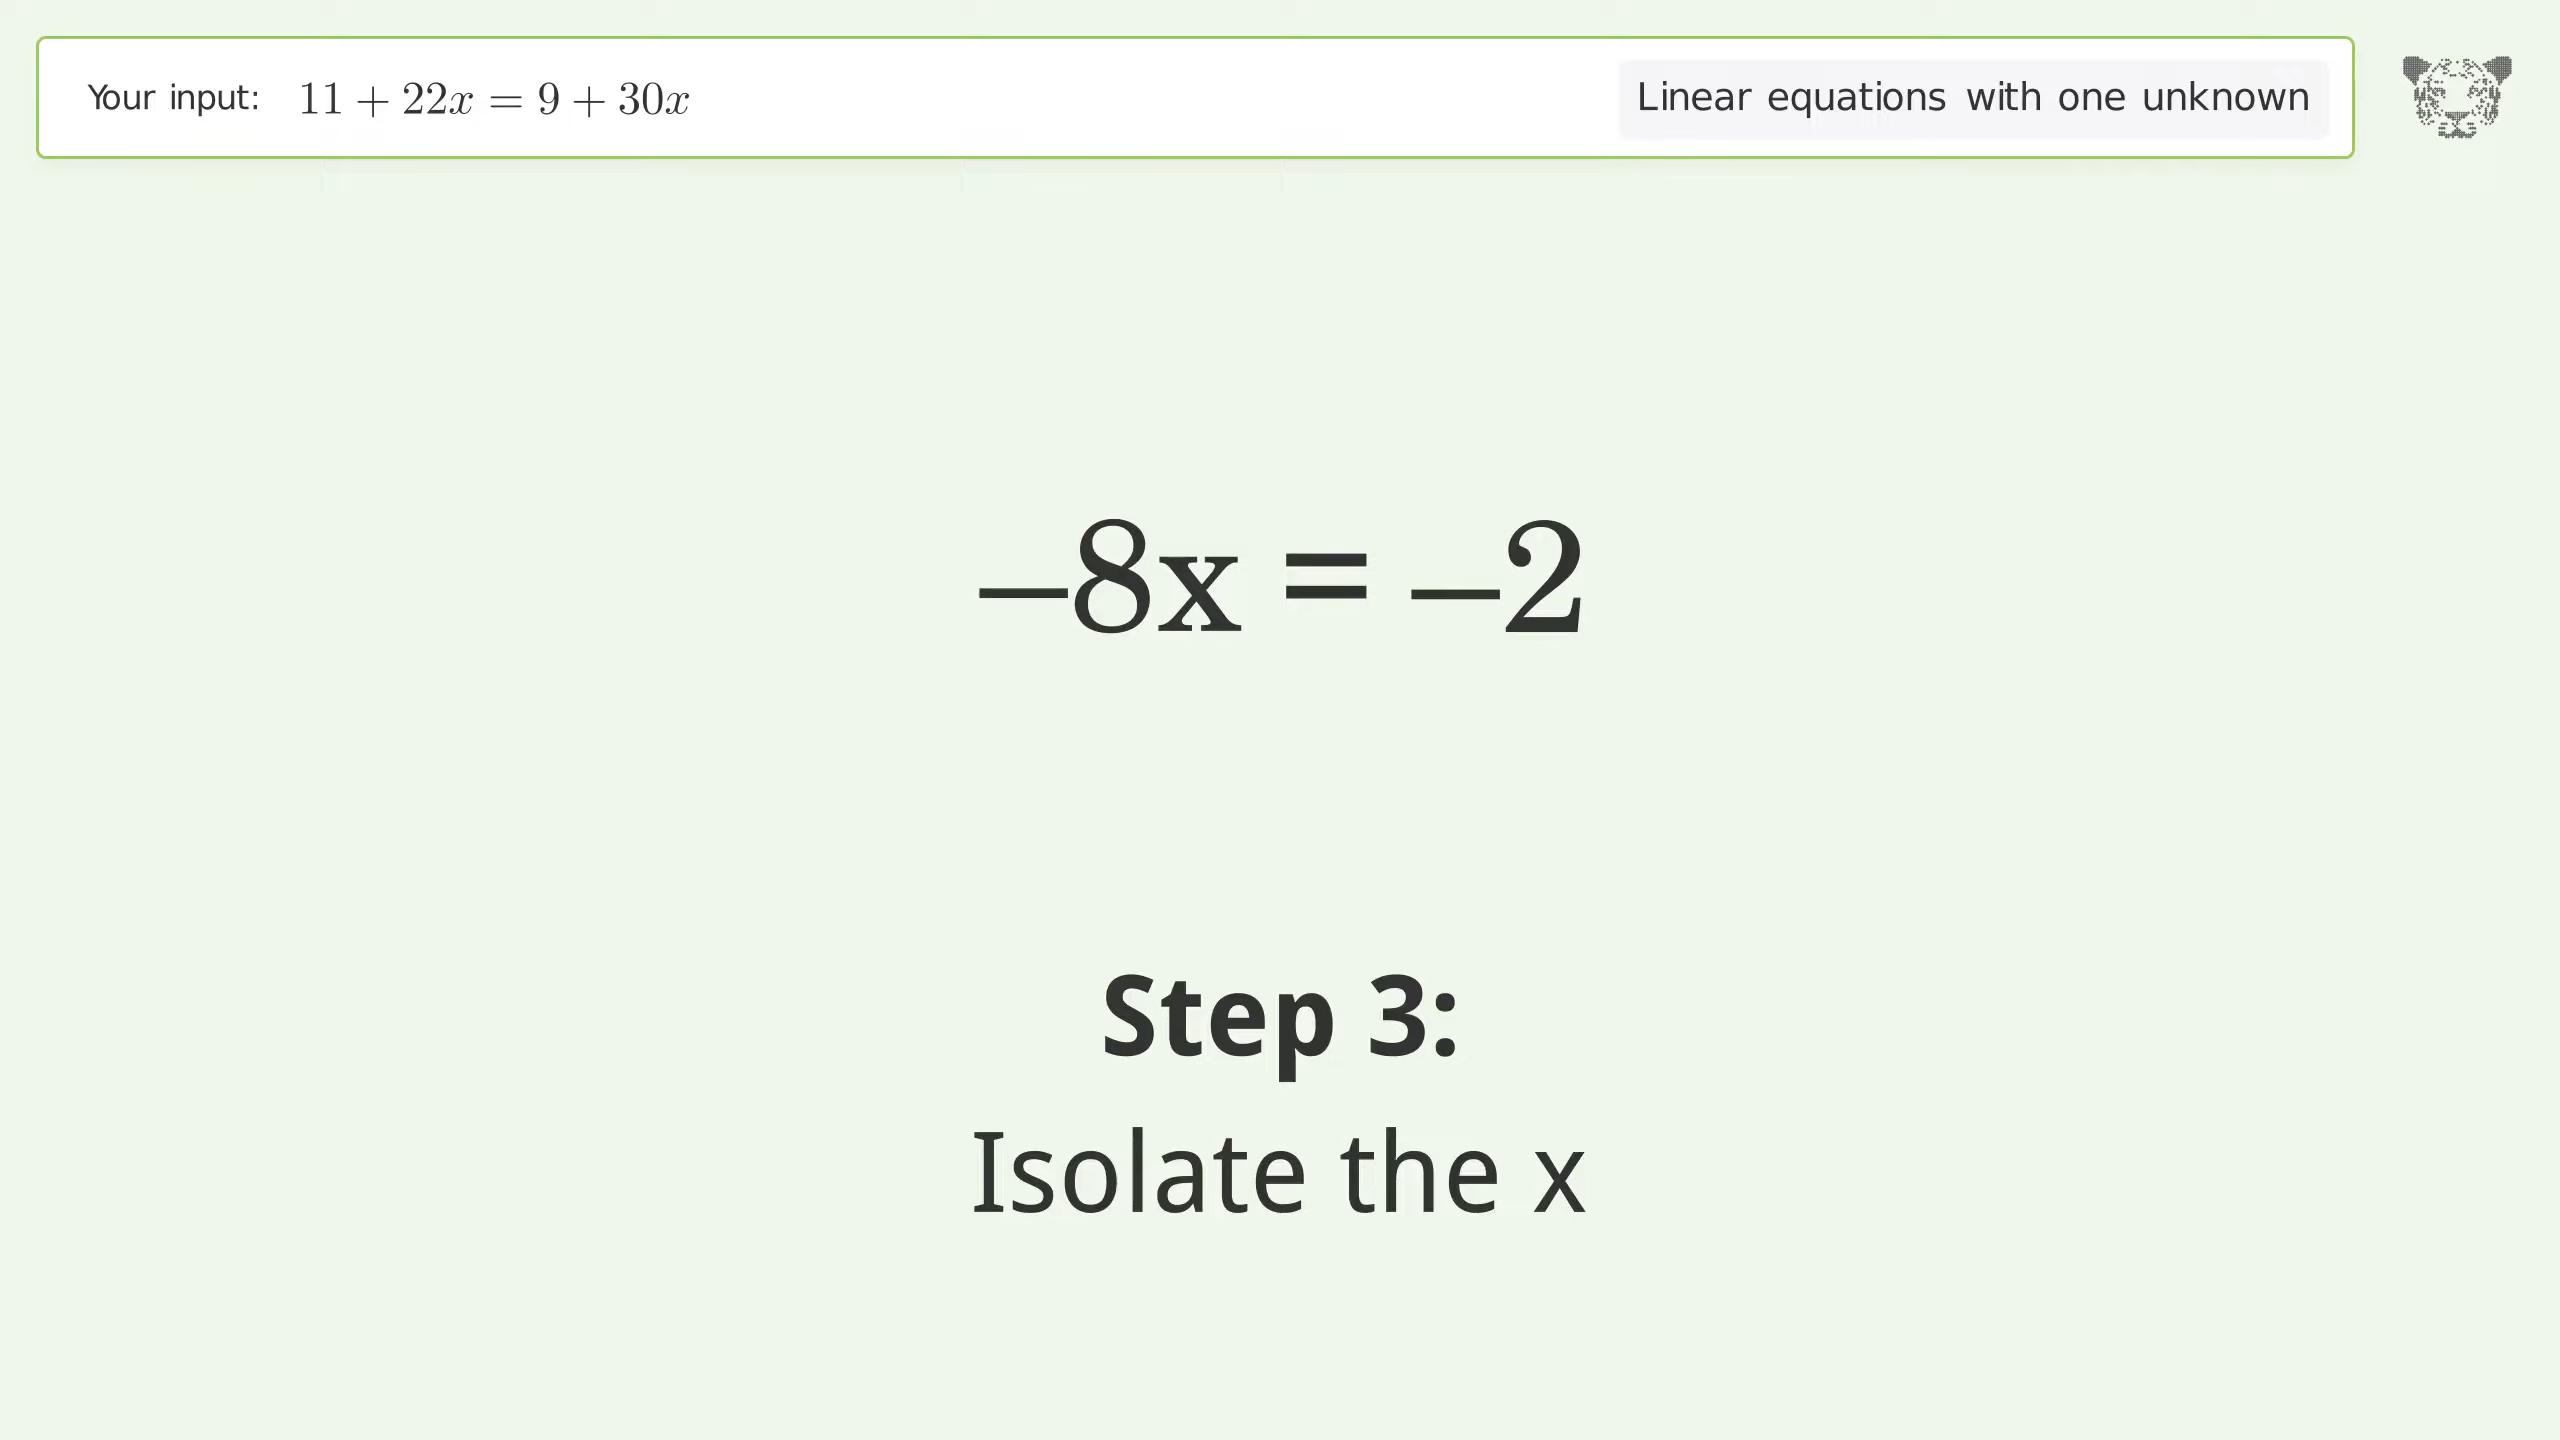 Your input: 11 + 22x = 9 + 30x
Linear equations with one unknown
–8x = –2
Step 3:
Isolate the x